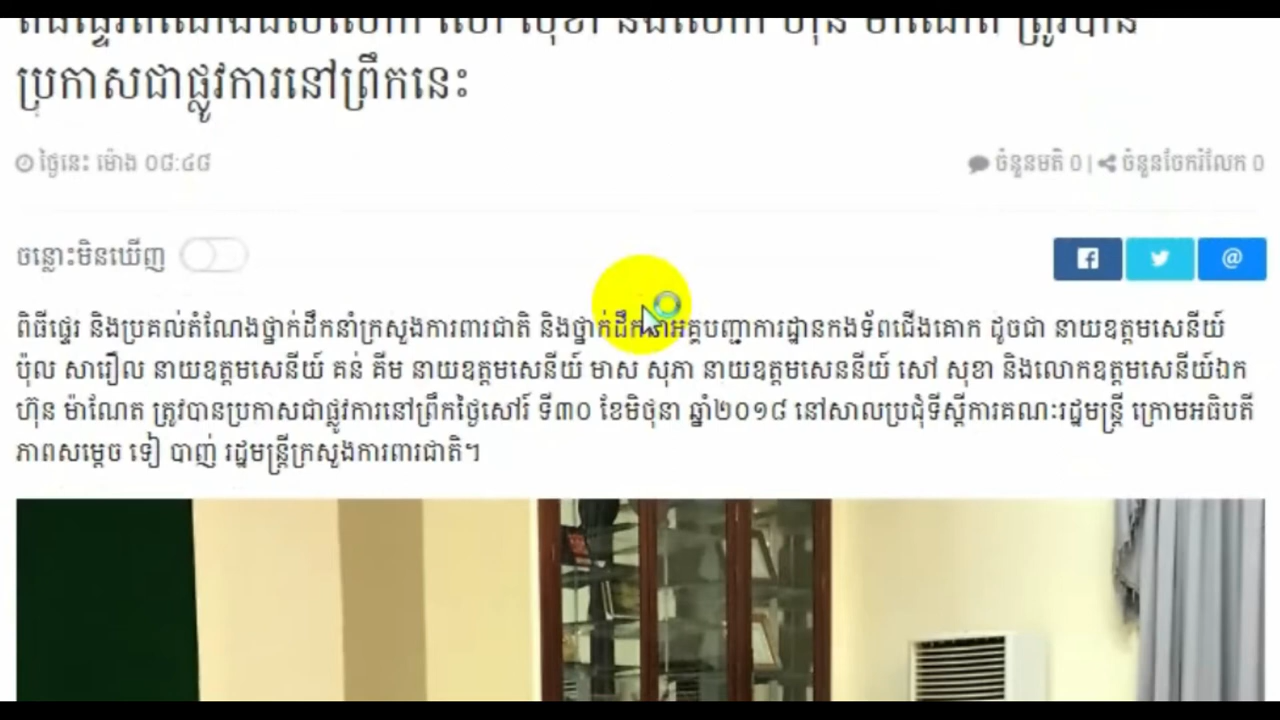 ប្រកាសជាផ្លូវការនៅព្រឹកនេះ
ថ្ងៃនេះ ម៉ោង ០៨:៤៨
ចំនួនមតិ ០ | ចំនួនចែករំលែក ០
ចន្លោះមិនឃើញ
ពិធីផ្ទេរ និងប្រគល់តំណែងថ្នាក់ដឹកនាំក្រសួងការពារជាតិ និងថ្នាក់ដឹកនាំអគ្គបញ្ជាការដ្ឋានកងទ័ពជើងគោក ដូចជា នាយឧត្តមសេនីយ៍
ប៉ុល សារឿល នាយឧត្តមសេនីយ៍ គន់ គីម នាយឧត្តមសេនីយ៍ មាស សុភា នាយឧត្តមសេននីយ៍ សៅ សុខា និងលោកឧត្តមសេនីយ៍ឯក
ហ៊ុន ម៉ាណែត ត្រូវបានប្រកាសជាផ្លូវការនៅព្រឹកថ្ងៃសៅរ៍ ទី៣០ ខែមិថុនា ឆ្នាំ២០១៨ នៅសាលប្រជុំទីស្តីការគណៈរដ្ឋមន្ត្រី ក្រោមអធិបតី
ភាពសម្តេច ទៀ បាញ់ រដ្ឋមន្ត្រីក្រសួងការពារជាតិ។